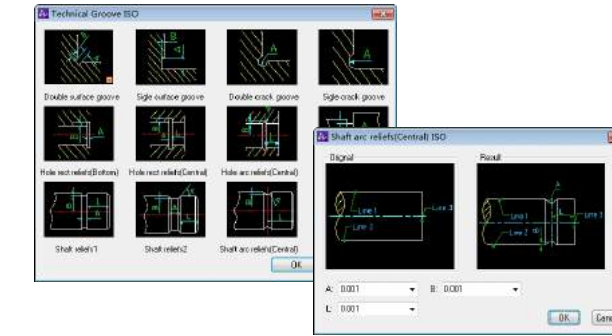 Technical Groove ISO
Double surface groove
Sigle surface groove
Double crack groove
Sigle crack groove
Hole rect reliefs(Bottom)
Hole rect reliefs(Central)
Hole arc reliefs(Central)
Shaft reliefs1
Shaft reliefs2
Shaft arc reliefs(Central)
OK
Shaft arc reliefs(Central) ISO
Orignal
Result
Line 1
Line 2
Line 3
Line 1
Line 2
Line 3
A: 0.001
B: 0.001
L: 0.001
OK